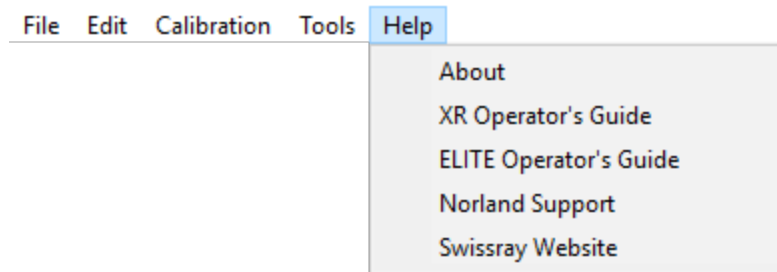 File Edit Calibration Tools Help
About
XR Operator's Guide
ELITE Operator's Guide
Norland Support
Swissray Website